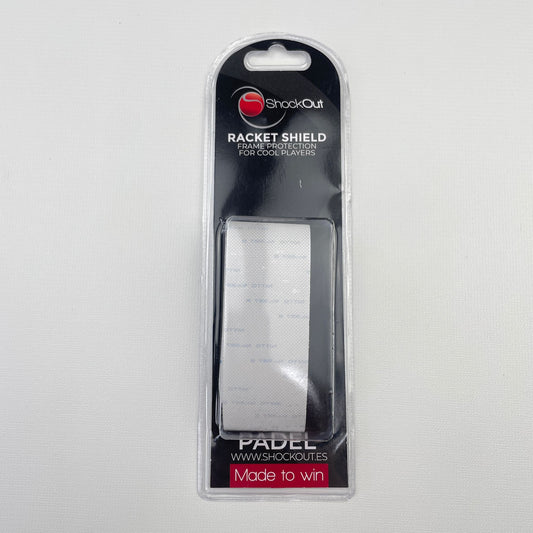 ShockOut
RACKET SHIELD
FRAME PROTECTION
FOR COOL PLAYERS
PADEL
WWW.SHOCKOUT.ES
Made to win